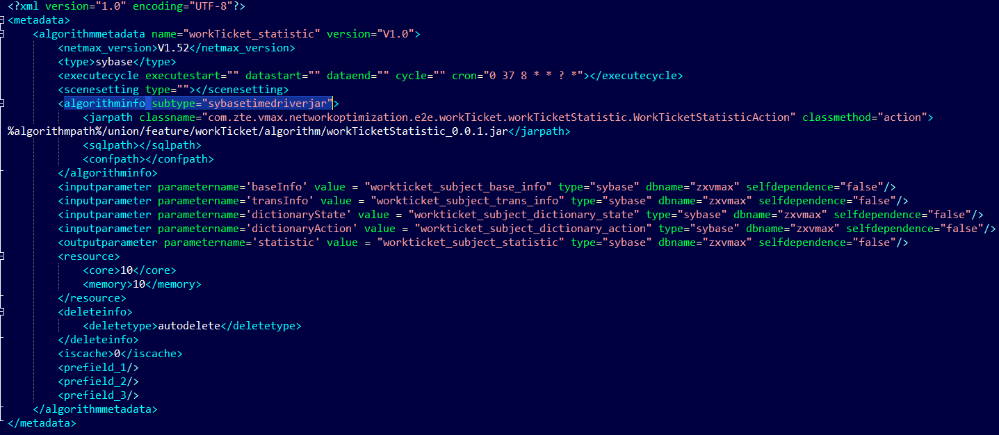 <?xml version="1.0" encoding="UTF-8"?>
<metadata>
<algorithmmetadata name="workTicket_statistic" version="V1.0">
<netmax_version>V1.52</netmax_version>
<type>sybase</type>
<executecycle executestart="" datastart="" dataend="" cycle="" cron="0 37 8 * * ? *"></executecycle>
<scenesetting type=""></scenesetting>
<algorithminfo subtype="sybasetimedriverjar">
<jarpath classname="com.zte.vmax.networkoptimization.e2e.workTicket.workTicketStatistic.WorkTicketStatisticAction" classmethod="action">
%algorithmpath%/union/feature/workTicket/algorithm/workTicketStatistic_0.0.1.jar</jarpath>
<sqlpath></sqlpath>
<confpath></confpath>
</algorithminfo>
<inputparameter parametername='baseInfo' value = "workticket_subject_base_info" type="sybase" dbname="zxvmax" selfdependence="false"/>
<inputparameter parametername='transInfo' value = "workticket_subject_trans_info" type="sybase" dbname="zxvmax" selfdependence="false"/>
<inputparameter parametername='dictionaryState' value = "workticket_subject_dictionary_state" type="sybase" dbname="zxvmax" selfdependence="false"/>
<inputparameter parametername='dictionaryAction' value = "workticket_subject_dictionary_action" type="sybase" dbname="zxvmax" selfdependence="false"/>
<outputparameter parametername='statistic' value = "workticket_subject_statistic" type="sybase" dbname="zxvmax" selfdependence="false"/>
<resource>
<core>10</core>
<memory>10</memory>
</resource>
<deleteinfo>
<deletetype>autodelete</deletetype>
</deleteinfo>
<iscache>0</iscache>
<prefield_1/>
<prefield_2/>
<prefield_3/>
</algorithmmetadata>
</metadata>